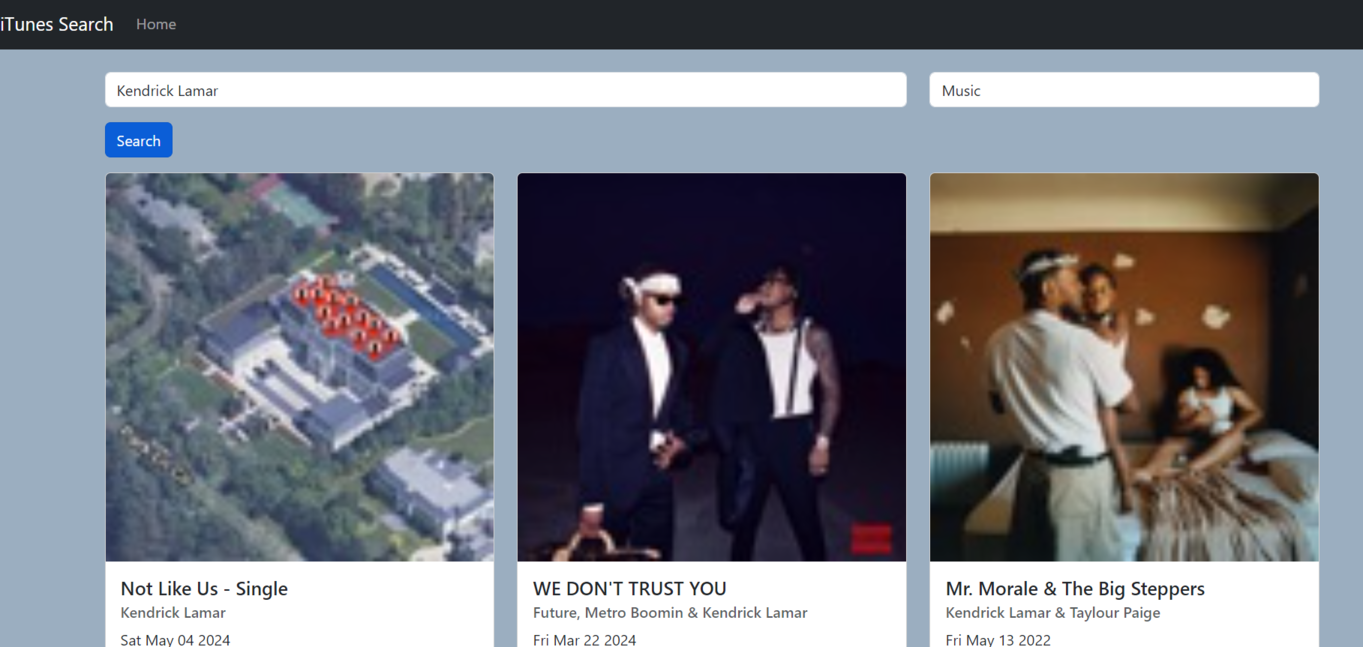 iTunes Search Home
Kendrick Lamar Music
Search
Not Like Us - Single
Kendrick Lamar
Sat May 04 2024
WE DON'T TRUST YOU
Future, Metro Boomin & Kendrick Lamar
Fri Mar 22 2024
Mr. Morale & The Big Steppers
Kendrick Lamar & Taylour Paige
Fri May 13 2022